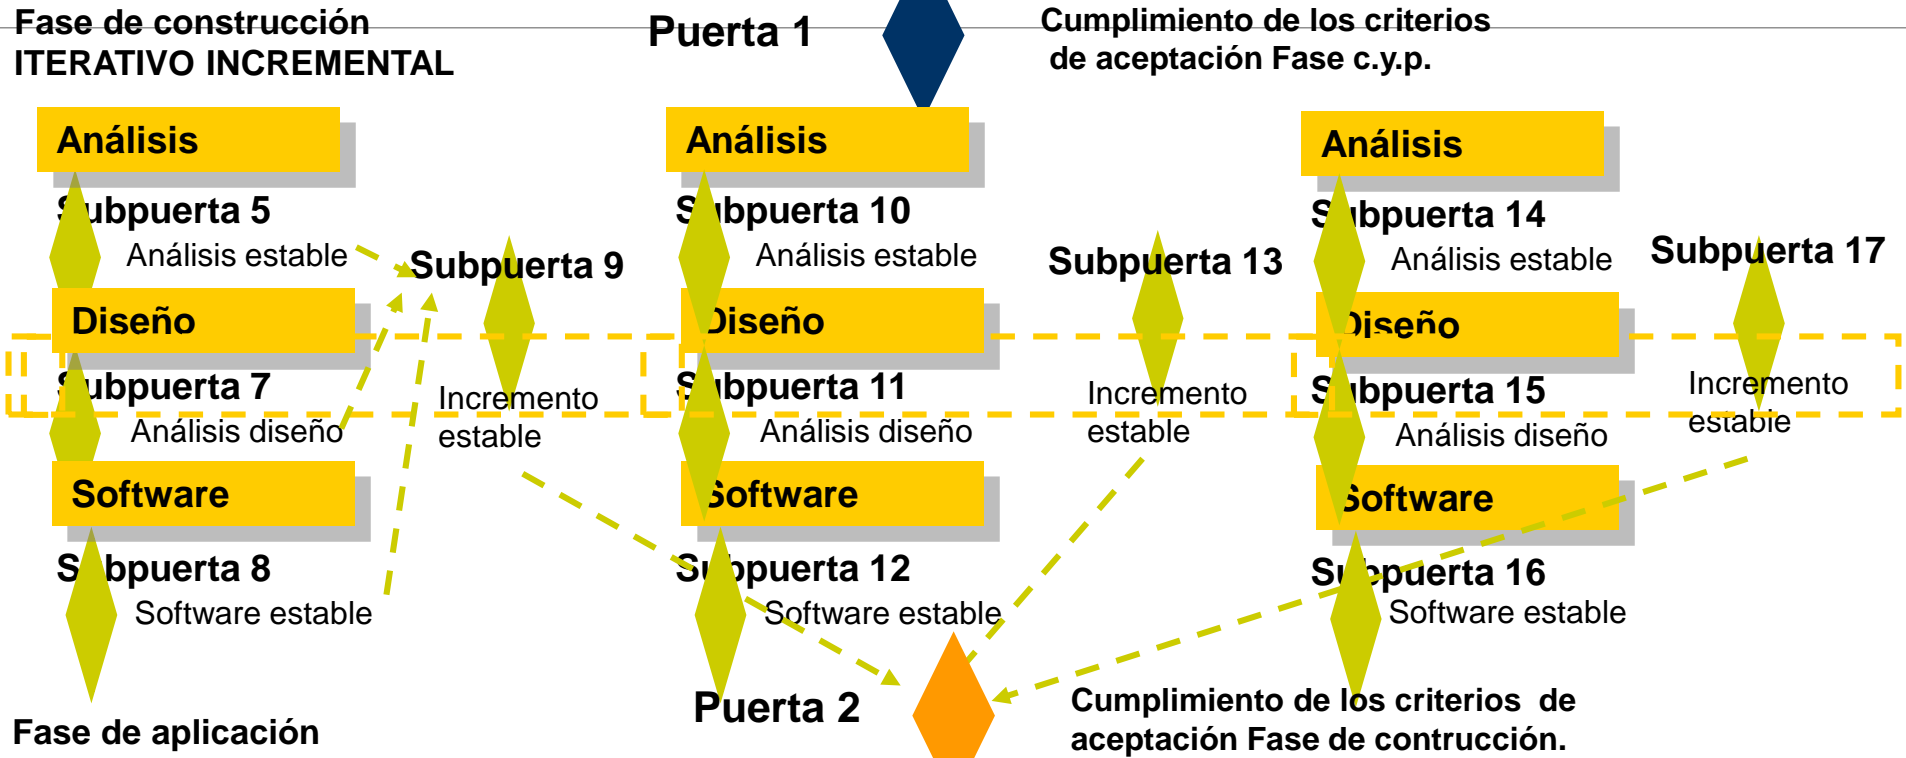 Fase de construcción
ITERATIVO INCREMENTAL
Puerta 1
Cumplimiento de los criterios
de aceptación Fase c.y.p.
Análisis
Subpuerta 5
Análisis estable
Diseño
Subpuerta 7
Análisis diseño
Software
Subpuerta 8
Software estable
Subpuerta 9
Incremento
estable
Análisis
Subpuerta 10
Análisis estable
Diseño
Subpuerta 11
Análisis diseño
Software
Subpuerta 12
Software estable
Subpuerta 13
Incremento
estable
Análisis
Subpuerta 14
Análisis estable
Diseño
Subpuerta 15
Análisis diseño
Software
Subpuerta 16
Software estable
Subpuerta 17
Incremento
estable
Fase de aplicación
Puerta 2
Cumplimiento de los criterios de
aceptación Fase de contrucción.